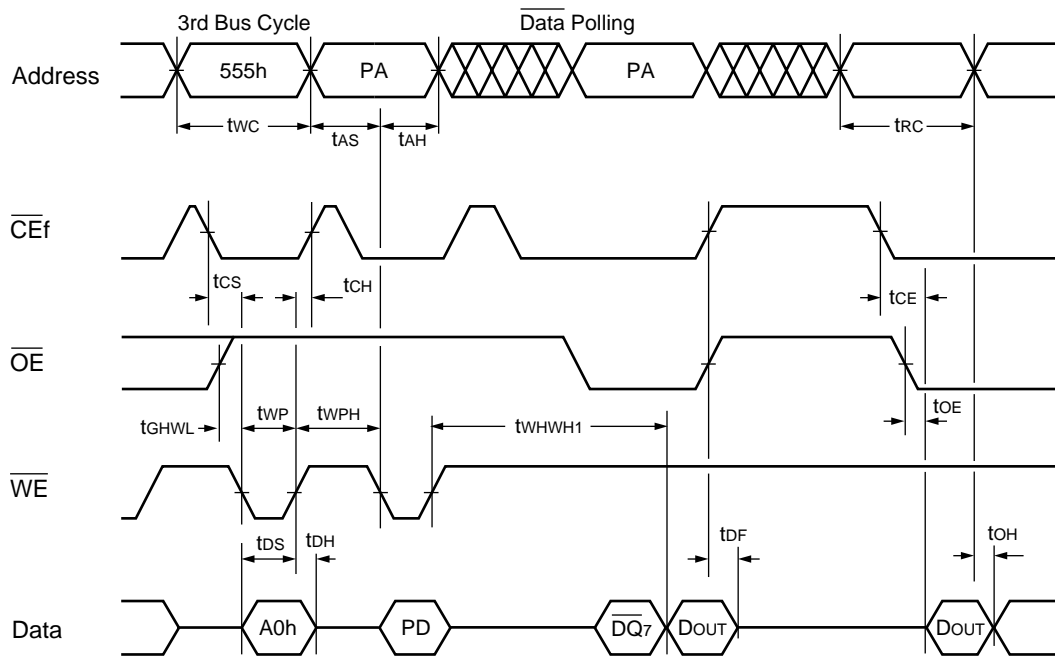 3rd Bus Cycle Data Polling
Address 555h PA PA
tWC tAS tAH tRC
CEf
tCS tCH tCE
OE
tGHWL tWP tWPH tWHWH1 tOE
WE
tDS tDH tDF tOH
Data A0h PD DQ7 DOUT DOUT